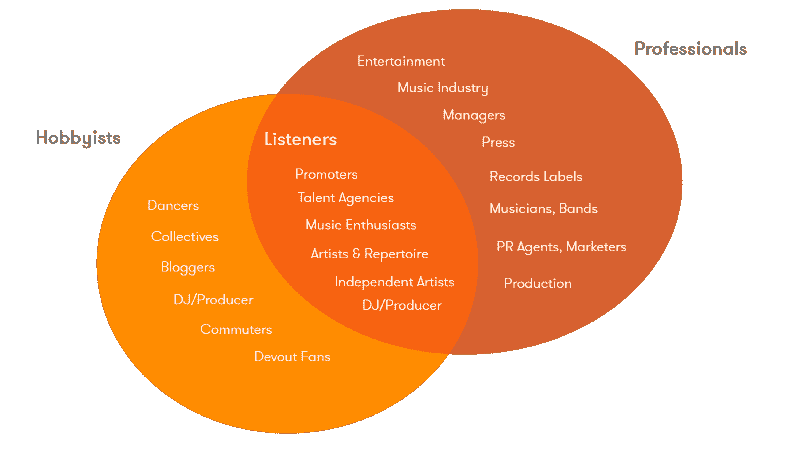 Professionals
Entertainment
Music Industry
Managers
Press
Records Labels
Musicians, Bands
PR Agents, Marketers
Production
Hobbyists
Listeners
Promoters
Talent Agencies
Music Enthusiasts
Artists & Repertoire
Independent Artists
DJ/Producer
Dancers
Collectives
Bloggers
DJ/Producer
Commuters
Devout Fans